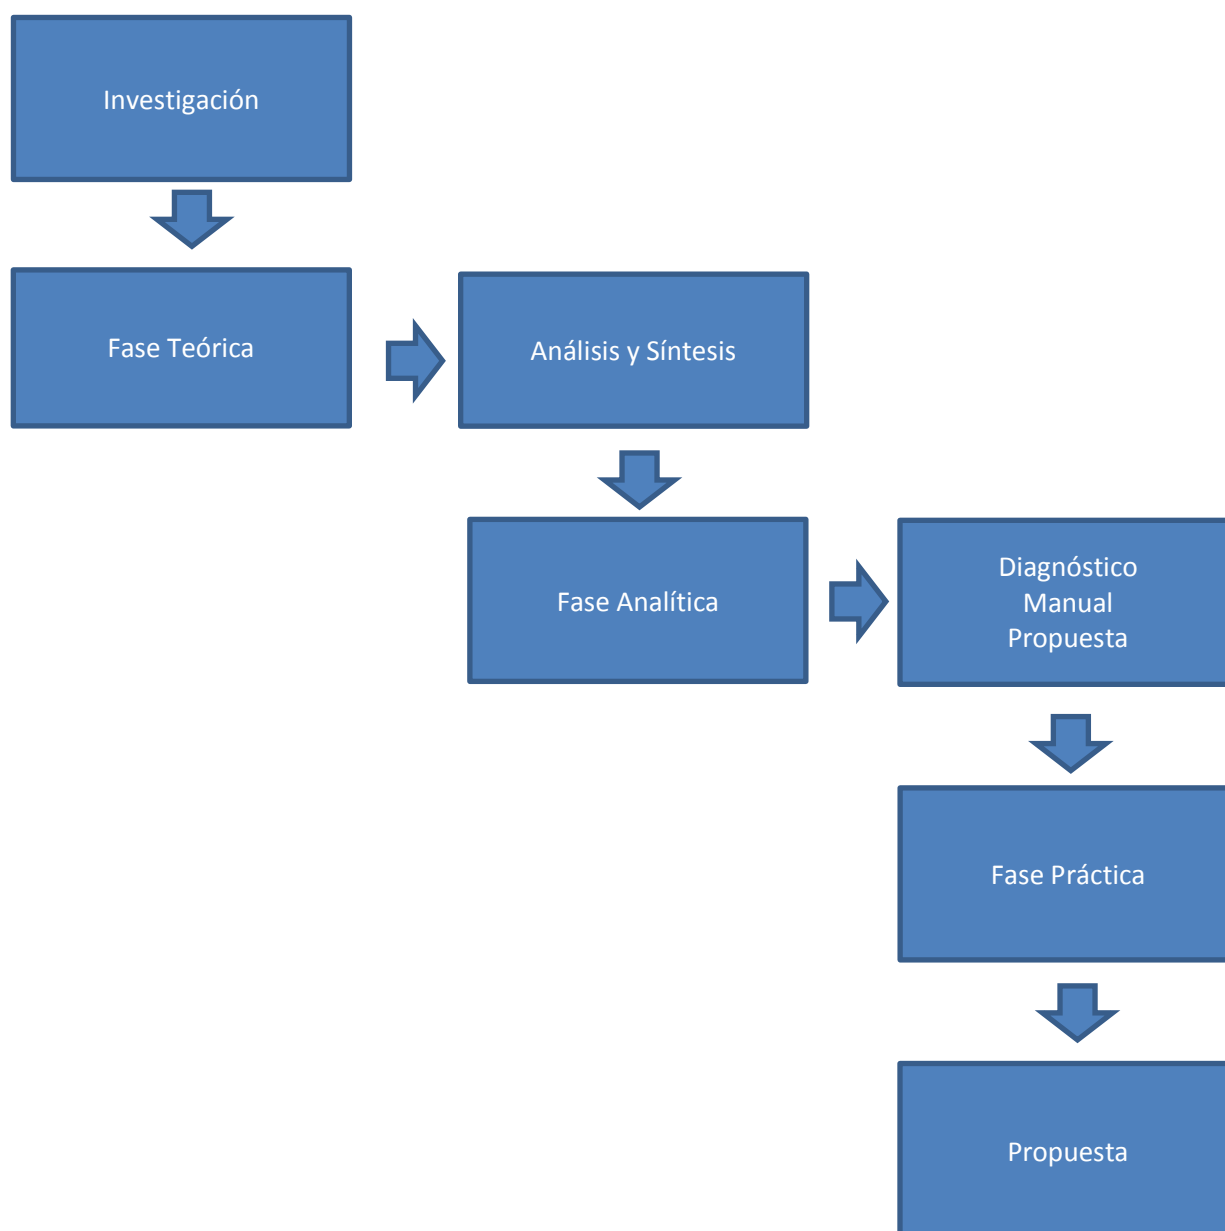 Investigación
Fase Teórica
Análisis y Síntesis
Fase Analítica
Diagnóstico
Manual
Propuesta
Fase Práctica
Propuesta